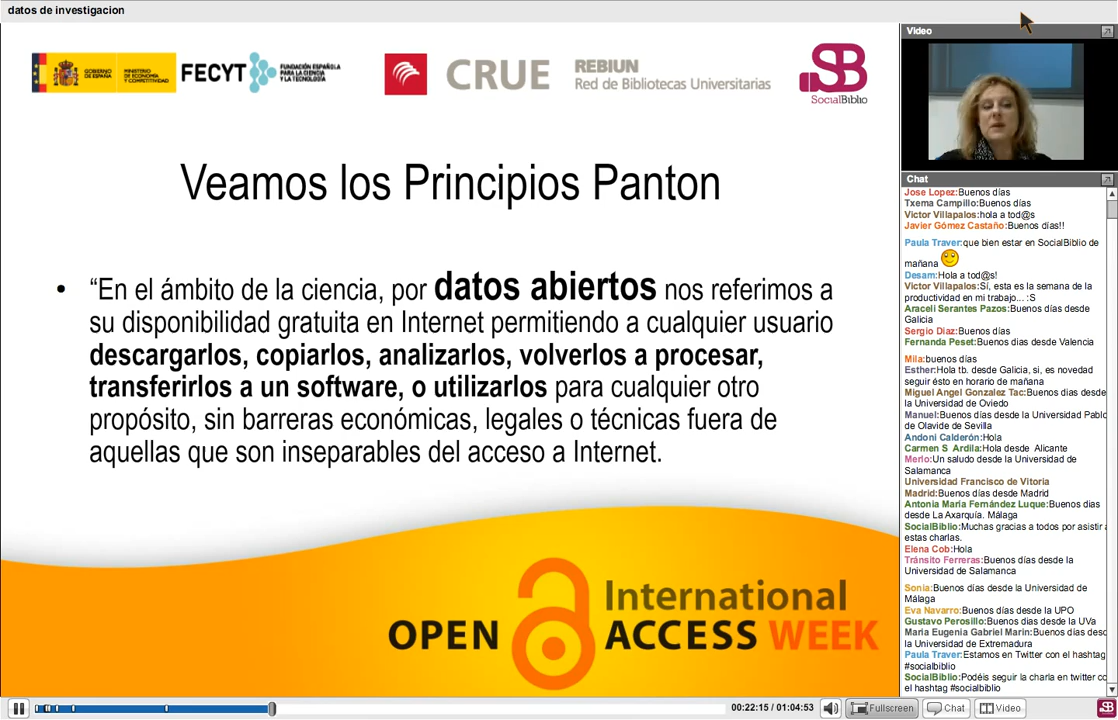 datos de investigacion
GOBIERNO
DE ESPAÑA
MINISTERIO
DE ECONOMÍA
Y COMPETITIVIDAD
FECYT
FUNDACIÓN ESPAÑOLA
PARA LA CIENCIA
Y LA TECNOLOGÍA
CRUE
REBIUN
Red de Bibliotecas Universitarias
SB
SocialBiblio
Veamos los Principios Panton
• “En el ámbito de la ciencia, por datos abiertos nos referimos a
su disponibilidad gratuita en Internet permitiendo a cualquier usuario
descargarlos, copiarlos, analizarlos, volverlos a procesar,
transferirlos a un software, o utilizarlos para cualquier otro
propósito, sin barreras económicas, legales o técnicas fuera de
aquellas que son inseparables del acceso a Internet.
International
OPEN ACCESS WEEK
Video
Chat
Jose Lopez:Buenos días
Txema Campillo:Buenos días
Victor Villapalos:hola a tod@s
Javier Gómez Castaño:Buenos días!!
Paula Traver:que bien estar en SocialBiblio de
mañana
Desam:Hola a tod@s!
Victor Villapalos:Sí, esta es la semana de la
productividad en mi trabajo... :S
Araceli Serantes Pazos:Buenos días desde
Galicia
Sergio Diaz:Buenos días
Fernanda Peset:Buenos dias desde Valencia
Mila:buenos días
Esther:Hola tb. desde Galicia, si, es novedad
seguir ésto en horario de mañana
Miguel Angel Gonzalez Tac:Buenos dias desde
la Universidad de Oviedo
Manuel:Buenos días desde la Universidad Pablo
de Olavide de Sevilla
Andoni Calderón:Hola
Carmen S Ardila:Hola desde Alicante
Merlo:Un saludo desde la Universidad de
Salamanca
Universidad Francisco de Vitoria
Madrid:Buenos días desde Madrid
Antonia Maria Fernández Luque:Buenos dias
desde La Axarquía. Málaga
SocialBiblio:Muchas gracias a todos por asistir a
estas charlas.
Elena Cob:Hola
Tránsito Ferreras:Buenos días desde la
Universidad de Salamanca
Sonia:Buenos días desde la Universidad de
Málaga
Eva Navarro:Buenos días desde la UPO
Gustavo Perosillo:Buenos dias desde la UVa
Maria Eugenia Gabriel Marin:Buenos días desc
la Universidad de Extremadura
Paula Traver:Estamos en Twitter con el hashtag
#socialbiblio
SocialBiblio:Podéis seguir la charla en twitter co
el hashtag #socialbiblio
00:22:15 / 01:04:53
Fullscreen
Chat
Video
SB